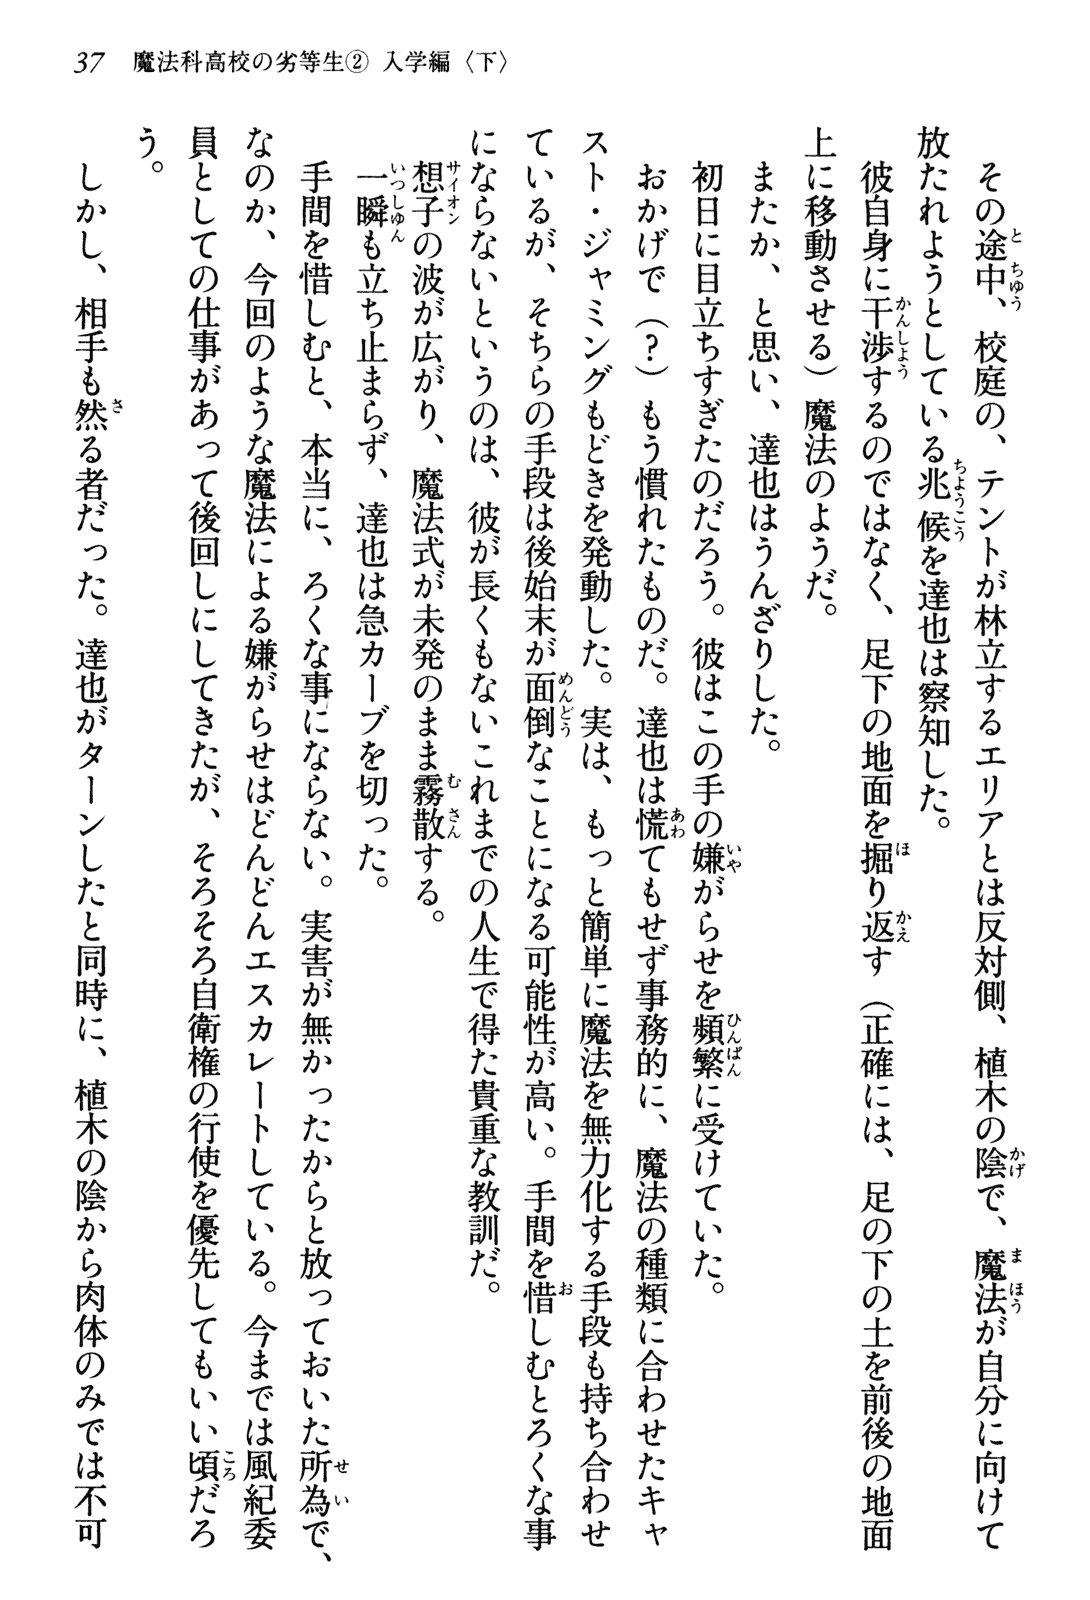 37 魔法科高校の劣等生② 入学編〈下〉
その途中、校庭の、テントが林立するエリアとは反対側、植木の陰で、魔法が自分に向けて
放たれようとしている兆候を達也は察知した。
彼自身に干渉するのではなく、足下の地面を掘り返す（正確には、足の下の土を前後の地面
上に移動させる）魔法のようだ。
またか、と思い、達也はうんざりした。
初日に目立ちすぎたのだろう。彼はこの手の嫌がらせを頻繁に受けていた。
おかげで（？）もう慣れたものだ。達也は慌てもせず事務的に、魔法の種類に合わせたキャ
スト・ジャミングもどきを発動した。実は、もっと簡単に魔法を無力化する手段も持ち合わせ
ているが、そちらの手段は後始末が面倒なことになる可能性が高い。手間を惜しむとろくな事
にならないというのは、彼が長くもないこれまでの人生で得た貴重な教訓だ。
想子の波が広がり、魔法式が未発のまま霧散する。
一瞬も立ち止まらず、達也は急カーブを切った。
手間を惜しむと、本当に、ろくな事にならない。実害が無かったからと放っておいた所為で、
なのか、今回のような魔法による嫌がらせはどんどんエスカレートしている。今までは風紀委
員としての仕事があって後回しにしてきたが、そろそろ自衛権の行使を優先してもいい頃だろ
う。
しかし、相手も然る者だった。達也がターンしたと同時に、植木の陰から肉体のみでは不可